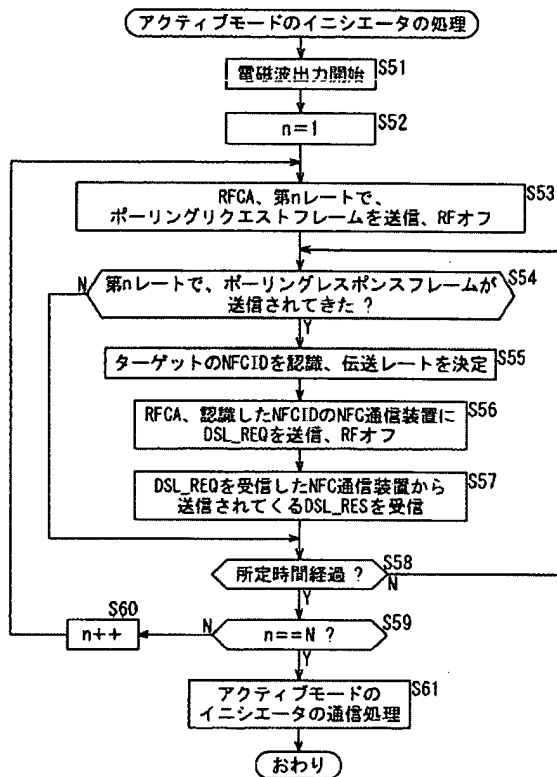 アクティブモードのイニシエータの処理
電磁波出力開始
S51
n=1
S52
RFCA、第nレートで、
ポーリングリクエストフレームを送信、RFオフ
S53
第nレートで、ポーリングレスポンスフレームが
送信されてきた ?
S54
N
Y
ターゲットのNFCIDを認識、伝送レートを決定
S55
RFCA、認識したNFCIDのNFC通信装置に
DSL_REQを送信、RFオフ
S56
DSL_REQを受信したNFC通信装置から
送信されてくるDSL_RESを受信
S57
所定時間経過 ?
S58
N
Y
S60
n++
N
n==N ?
S59
Y
アクティブモードの
イニシエータの通信処理
S61
おわり